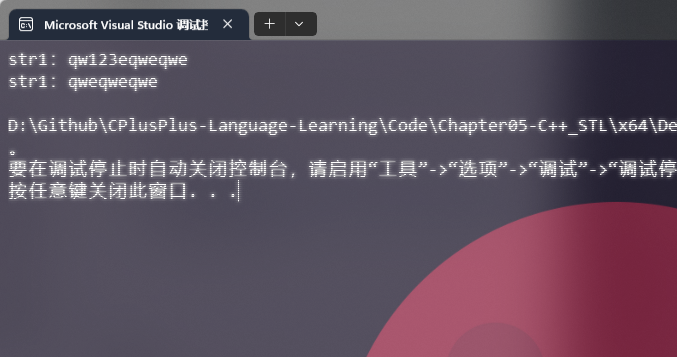 Microsoft Visual Studio 调试
str1: qw123eqweqwe
str1: qweqweqwe
D:\Github\CPlusPlus-Language-Learning\Code\Chapter05-C++_STL\x64\De
。
要在调试停止时自动关闭控制台，请启用“工具”->“选项”->“调试”->“调试停
按任意键关闭此窗口. . .